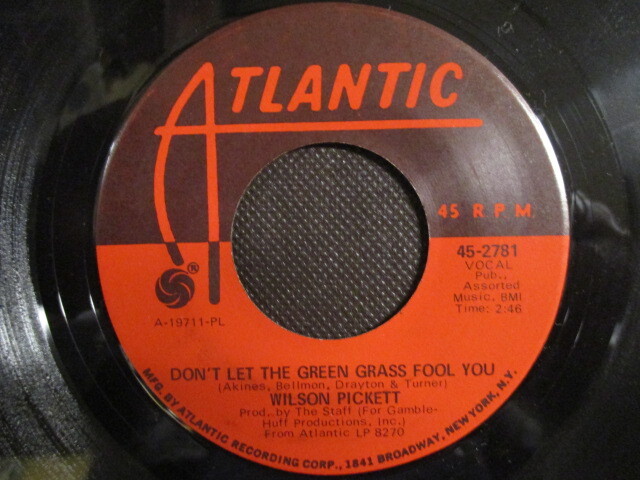 ATLANTIC
45 R P M
45-2781
VOCAL
Pub.,
Assorted
Music, BMI
Time: 2:46
®
A-19711-PL
DON'T LET THE GREEN GRASS FOOL YOU
(Akines, Bellmon, Drayton & Turner)
WILSON PICKETT
Prod. by The Staff (For Gamble-
Huff Productions, Inc.)
From Atlantic LP 8270
MFG. BY ATLANTIC RECORDING CORP., 1841 BROADWAY, NEW YORK, N.Y.